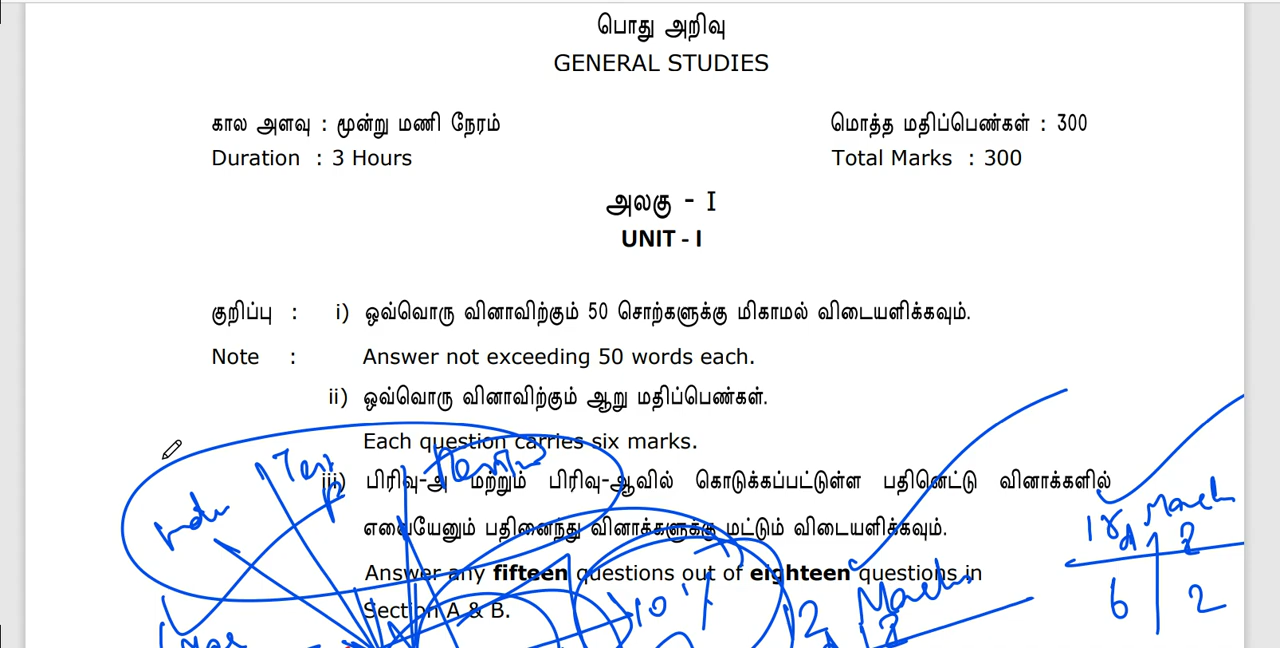 பொது அறிவு
GENERAL STUDIES
கால அளவு : மூன்று மணி நேரம் மொத்த மதிப்பெண்கள் : 300
Duration : 3 Hours Total Marks : 300
அலகு - I
UNIT - I
குறிப்பு : i) ஒவ்வொரு வினாவிற்கும் 50 சொற்களுக்கு மிகாமல் விடையளிக்கவும்.
Note : Answer not exceeding 50 words each.
ii) ஒவ்வொரு வினாவிற்கும் ஆறு மதிப்பெண்கள்.
Each question carries six marks.
iii) பிரிவு-அ மற்றும் பிரிவு-ஆவில் கொடுக்கப்பட்டுள்ள பதினெட்டு வினாக்களில்
எவையேனும் பதினைந்து வினாக்களுக்கு மட்டும் விடையளிக்கவும்.
Answer any fifteen questions out of eighteen questions in
Section A & B.
6 2